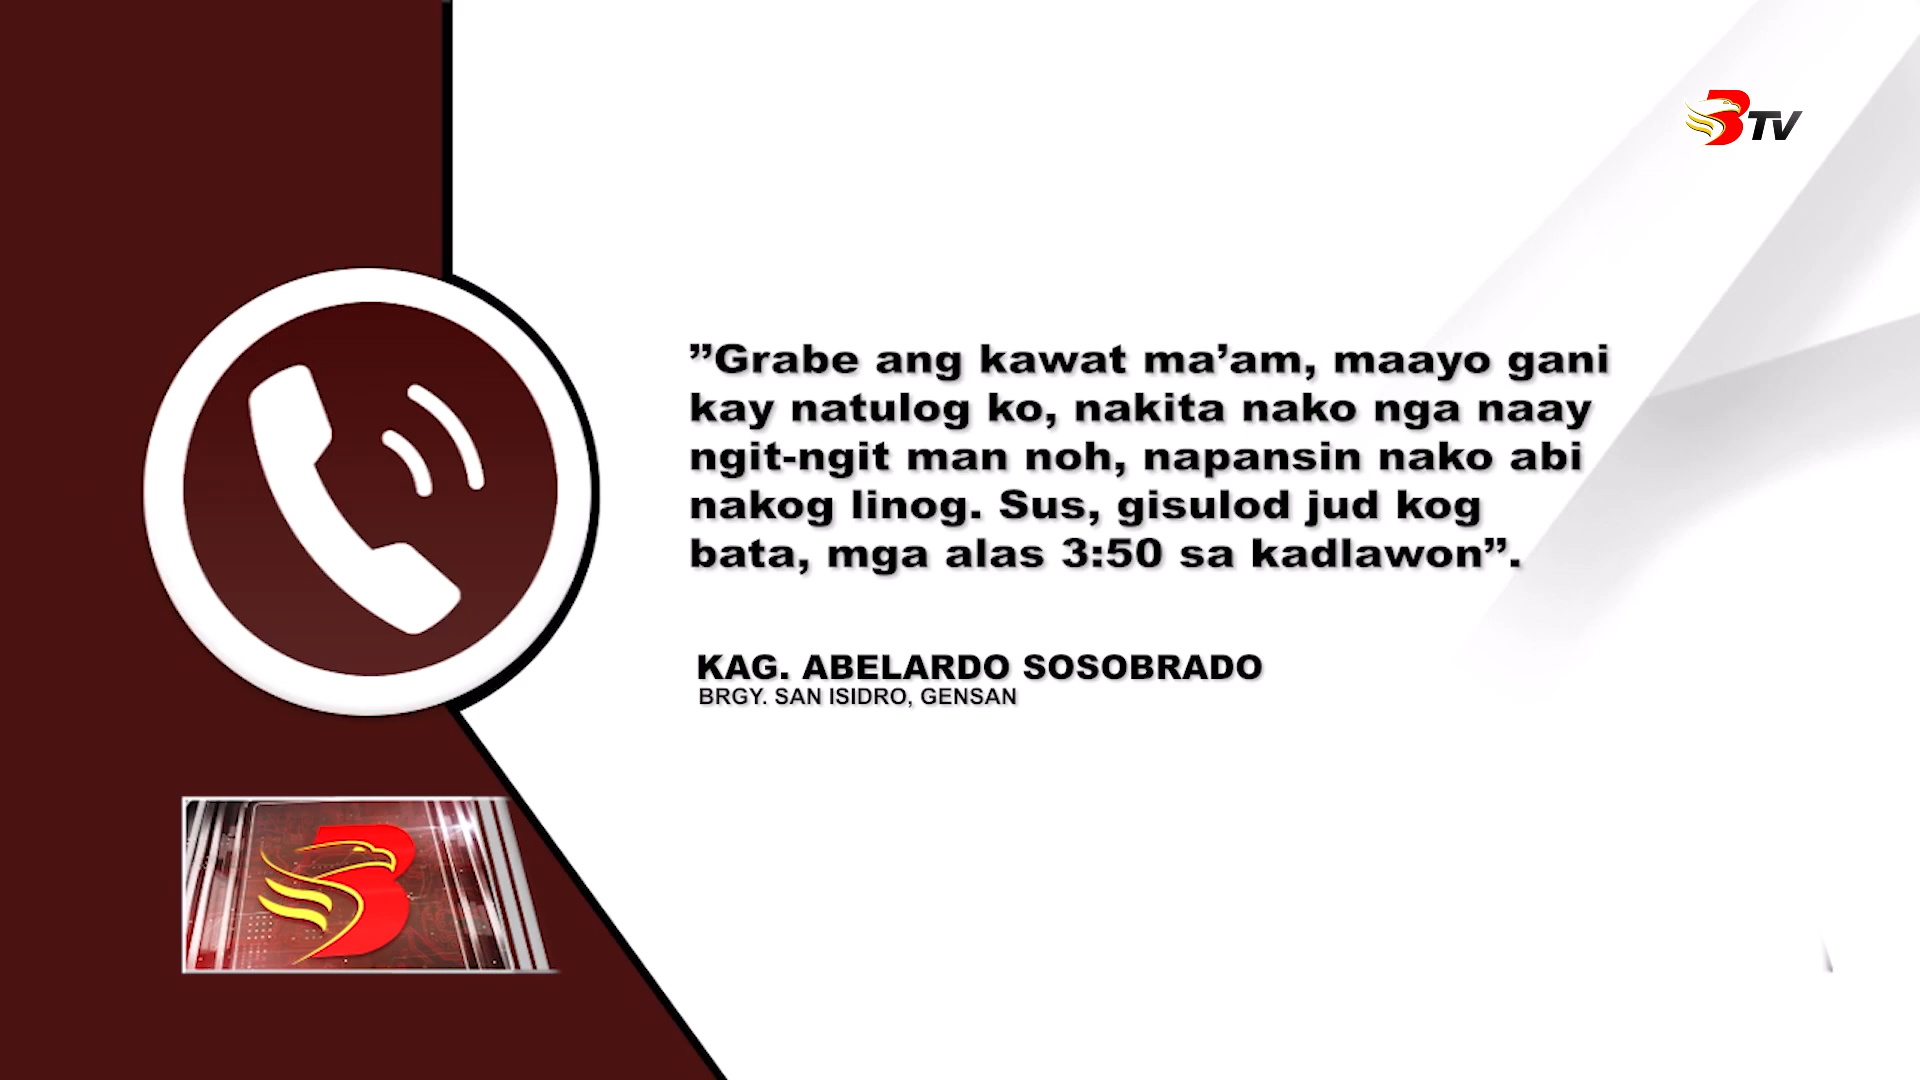 BTV
”Grabe ang kawat ma’am, maayo gani
kay natulog ko, nakita nako nga naay
ngit-ngit man noh, napansin nako abi
nakog linog. Sus, gisulod jud kog
bata, mga alas 3:50 sa kadlawon”.
KAG. ABELARDO SOSOBRADO
BRGY. SAN ISIDRO, GENSAN
B